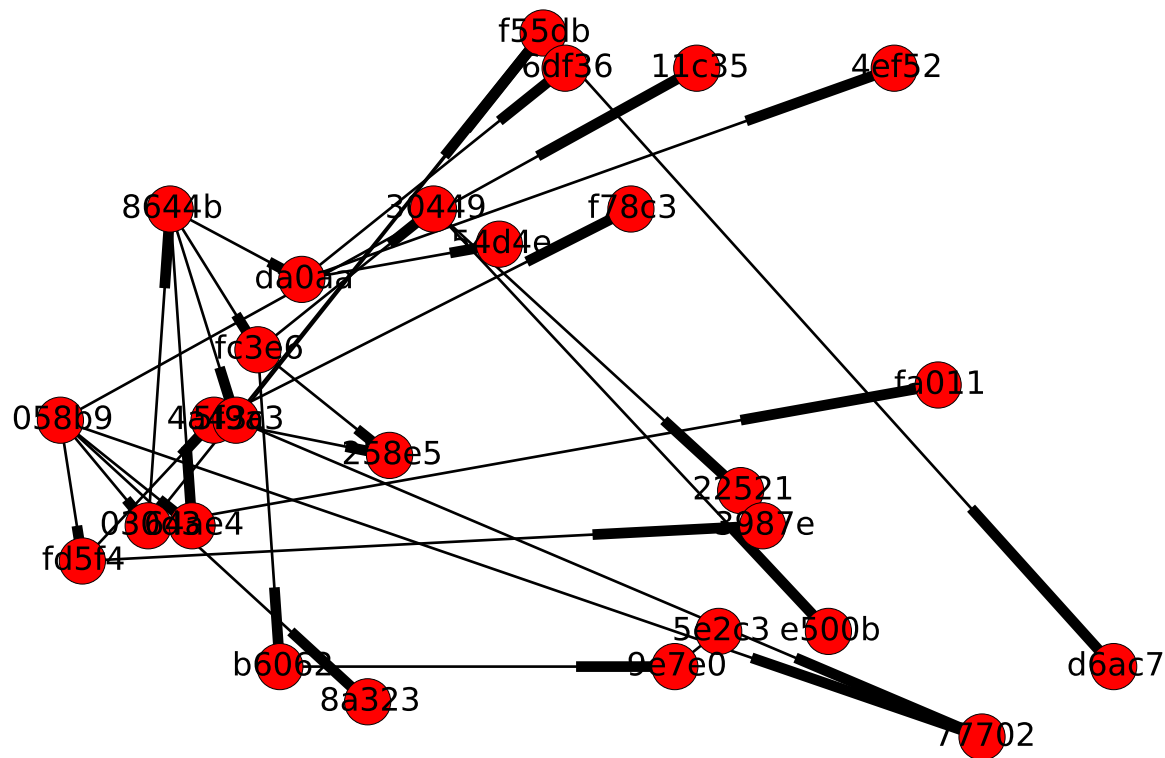 f55db
6df36
11c35
4ef52
8644b
30449
f78c3
54d4e
da0aa
fc3e6
fa011
058b9
258e5
22521
3987e
fd5f4
5e2c3
e500b
b6062
9e7e0
d6ac7
8a323
77702